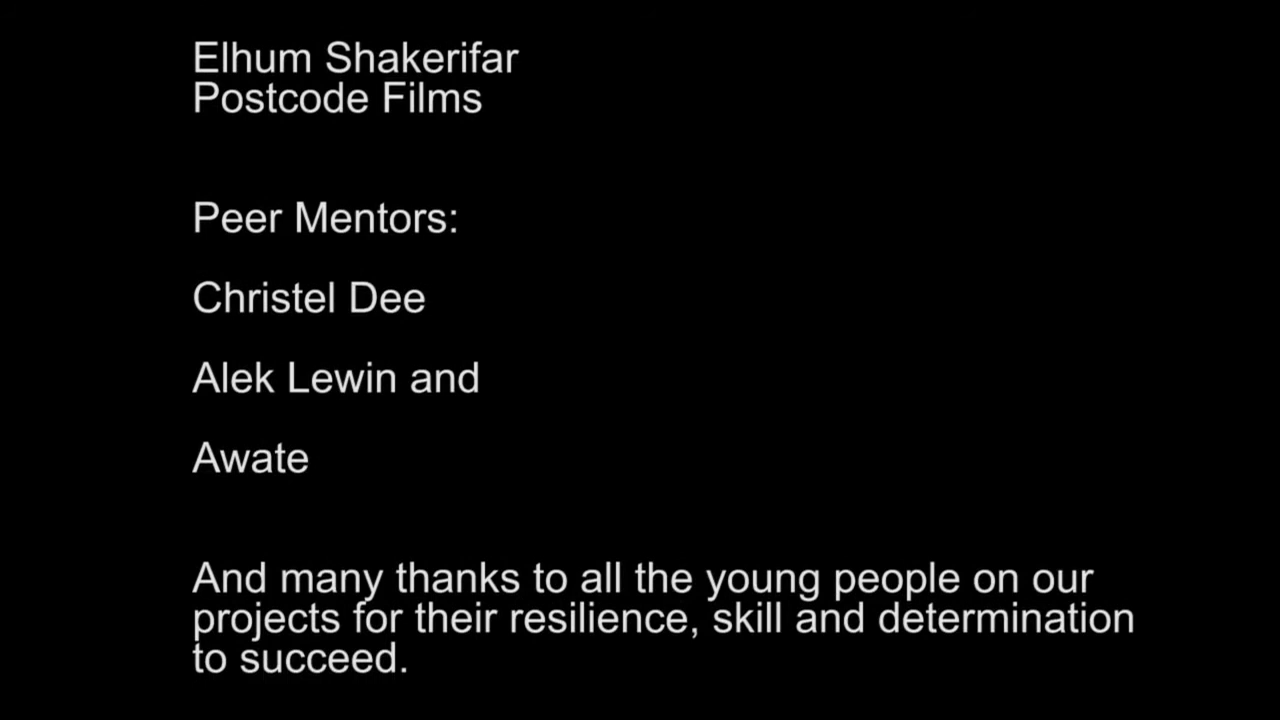 Elhum Shakerifar
Postcode Films
Peer Mentors:
Christel Dee
Alek Lewin and
Awate
And many thanks to all the young people on our
projects for their resilience, skill and determination
to succeed.